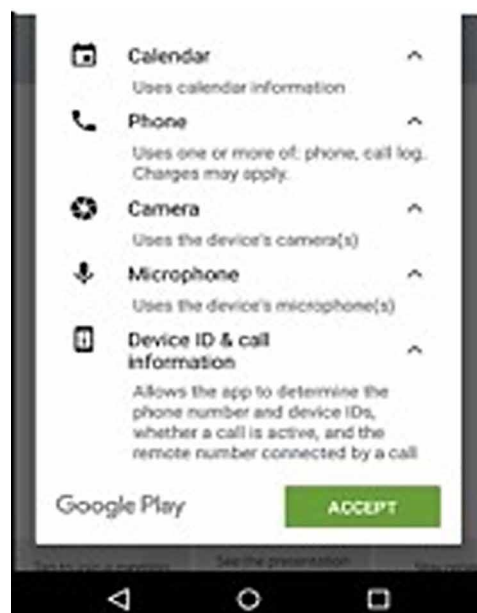 Calendar
Uses calendar information
Phone
Uses one or more of: phone, call log.
Charges may apply.
Camera
Uses the device's camera(s)
Microphone
Uses the device's microphone(s)
Device ID & call
information
Allows the app to determine the
phone number and device IDs,
whether a call is active, and the
remote number connected by a call
Google Play
ACCEPT
See the presentation